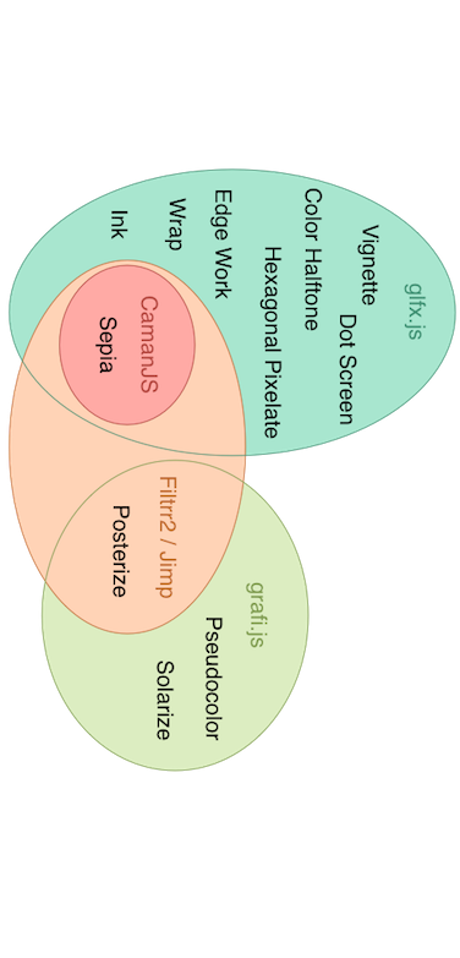 glfx.js
Vignette
Dot Screen
Color Halftone
Hexagonal Pixelate
Edge Work
Wrap
Ink
CamanJS
Sepia
Filtrr2 / Jimp
Posterize
grafi.js
Pseudocolor
Solarize